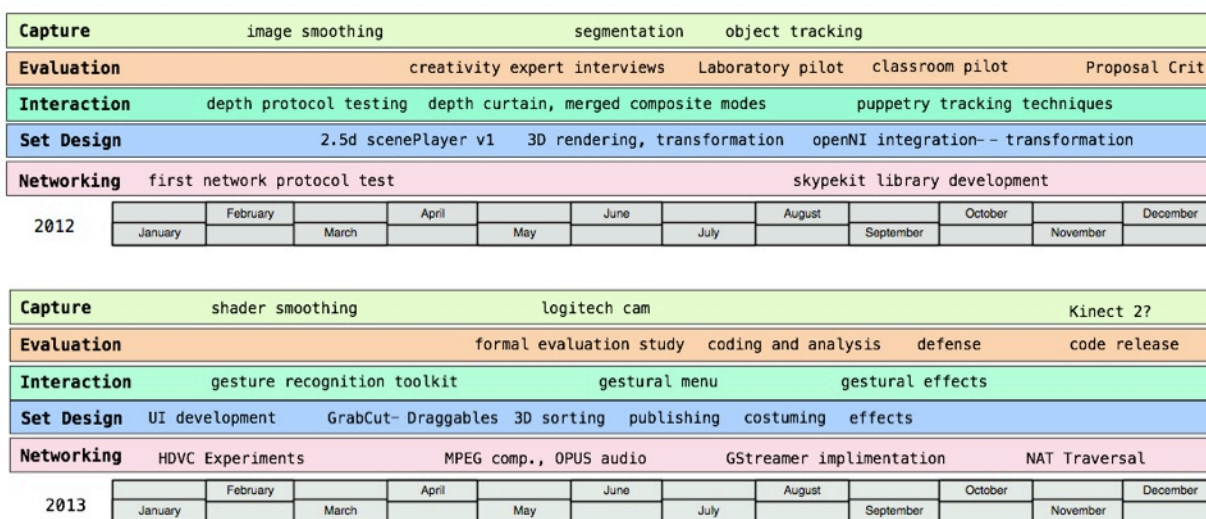 Capture image smoothing segmentation object tracking
Evaluation creativity expert interviews Laboratory pilot classroom pilot Proposal Crit
Interaction depth protocol testing depth curtain, merged composite modes puppetry tracking techniques
Set Design 2.5d scenePlayer v1 3D rendering, transformation openNI integration-- transformation
Networking first network protocol test skypekit library development
2012
February April June August October December
January March May July September November
Capture shader smoothing logitech cam Kinect 2?
Evaluation formal evaluation study coding and analysis defense code release
Interaction gesture recognition toolkit gestural menu gestural effects
Set Design UI development GrabCut- Draggables 3D sorting publishing costuming effects
Networking HDVC Experiments MPEG comp., OPUS audio GStreamer implimentation NAT Traversal
2013
February April June August October December
January March May July September November